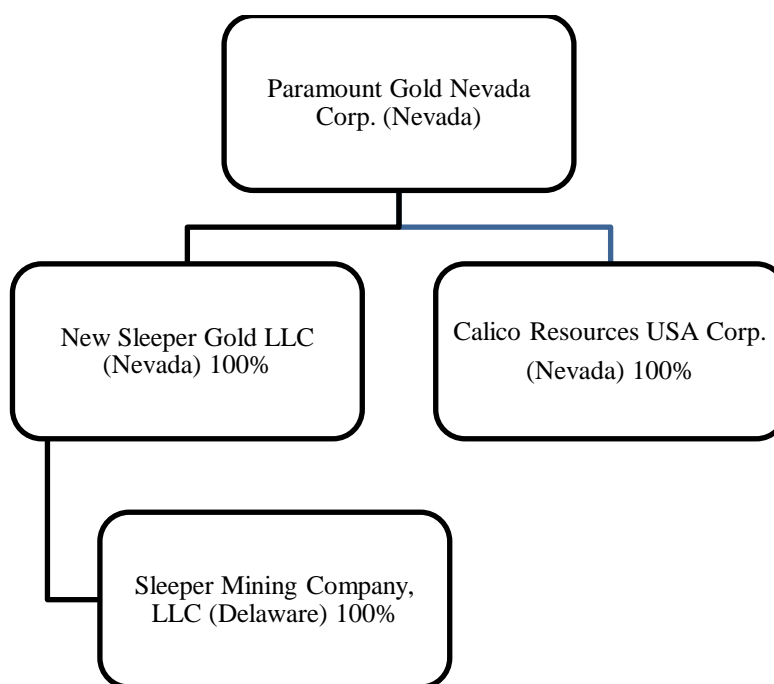 Paramount Gold Nevada
Corp. (Nevada)
New Sleeper Gold LLC
(Nevada) 100%
Calico Resources USA Corp.
(Nevada) 100%
Sleeper Mining Company,
LLC (Delaware) 100%